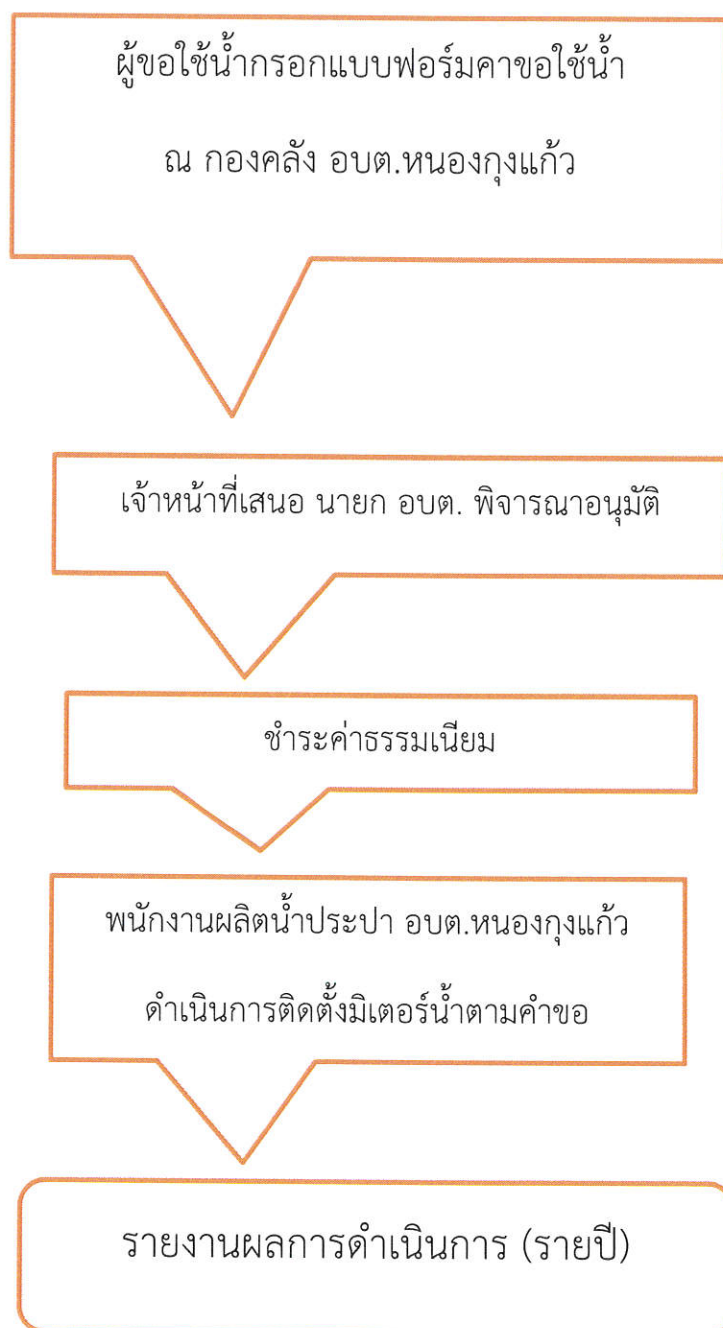 ผู้ขอใช้น้ำกรอกแบบฟอร์มคาขอใช้น้ำ
ณ กองคลัง อบต.หนองกุงแก้ว
เจ้าหน้าที่เสนอ นายก อบต. พิจารณาอนุมัติ
ชำระค่าธรรมเนียม
พนักงานผลิตน้ำประปา อบต.หนองกุงแก้ว
ดำเนินการติดตั้งมิเตอร์น้ำตามคำขอ
รายงานผลการดำเนินการ (รายปี)